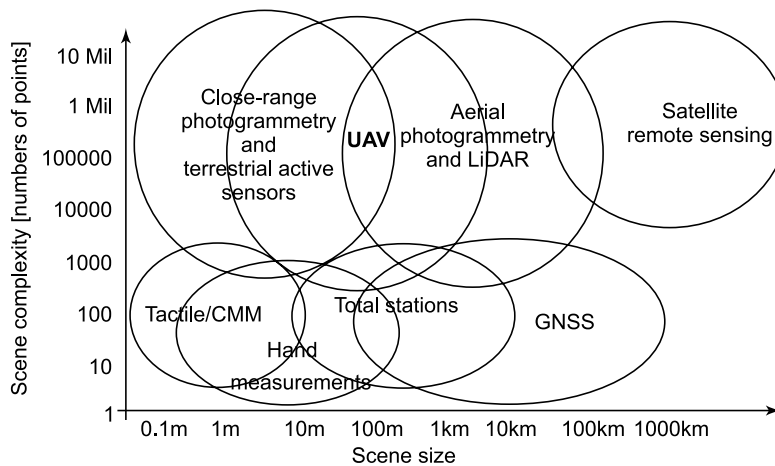 Scene complexity [numbers of points]
10 Mil
1 Mil
100000
10000
1000
100
10
1
Close-range
photogrammetry
and
terrestrial active
sensors
UAV
Aerial
photogrammetry
and LiDAR
Satellite
remote sensing
Tactile/CMM
Hand
measurements
Total stations
GNSS
0.1m 1m 10m 100m 1km 10km 100km 1000km
Scene size